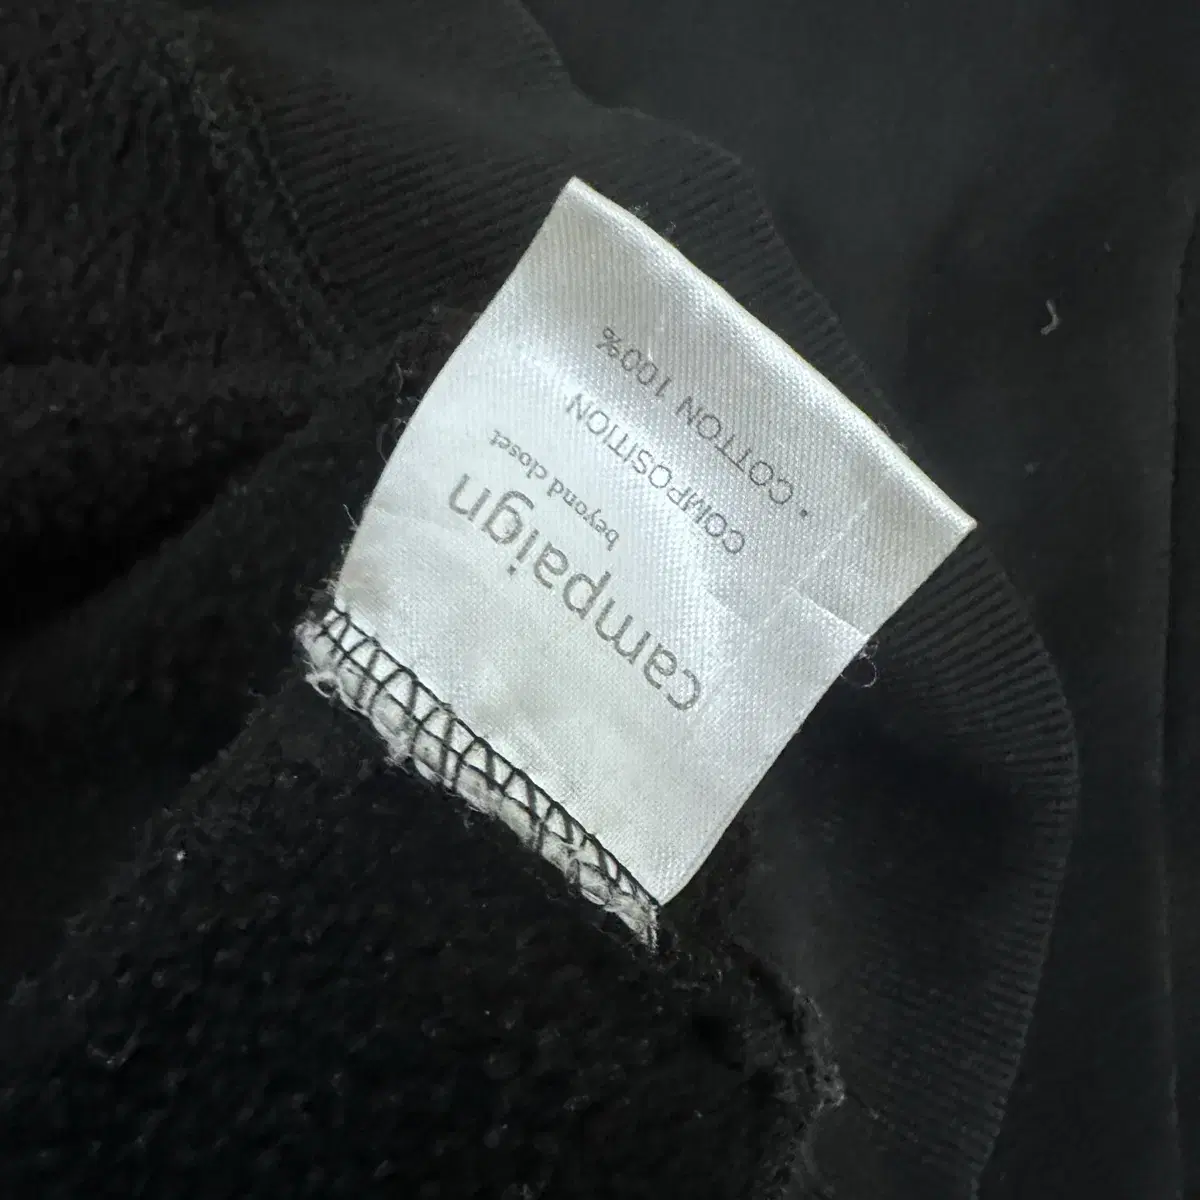 campaign
beyond closet
COMPOSITION
· COTTON 100%